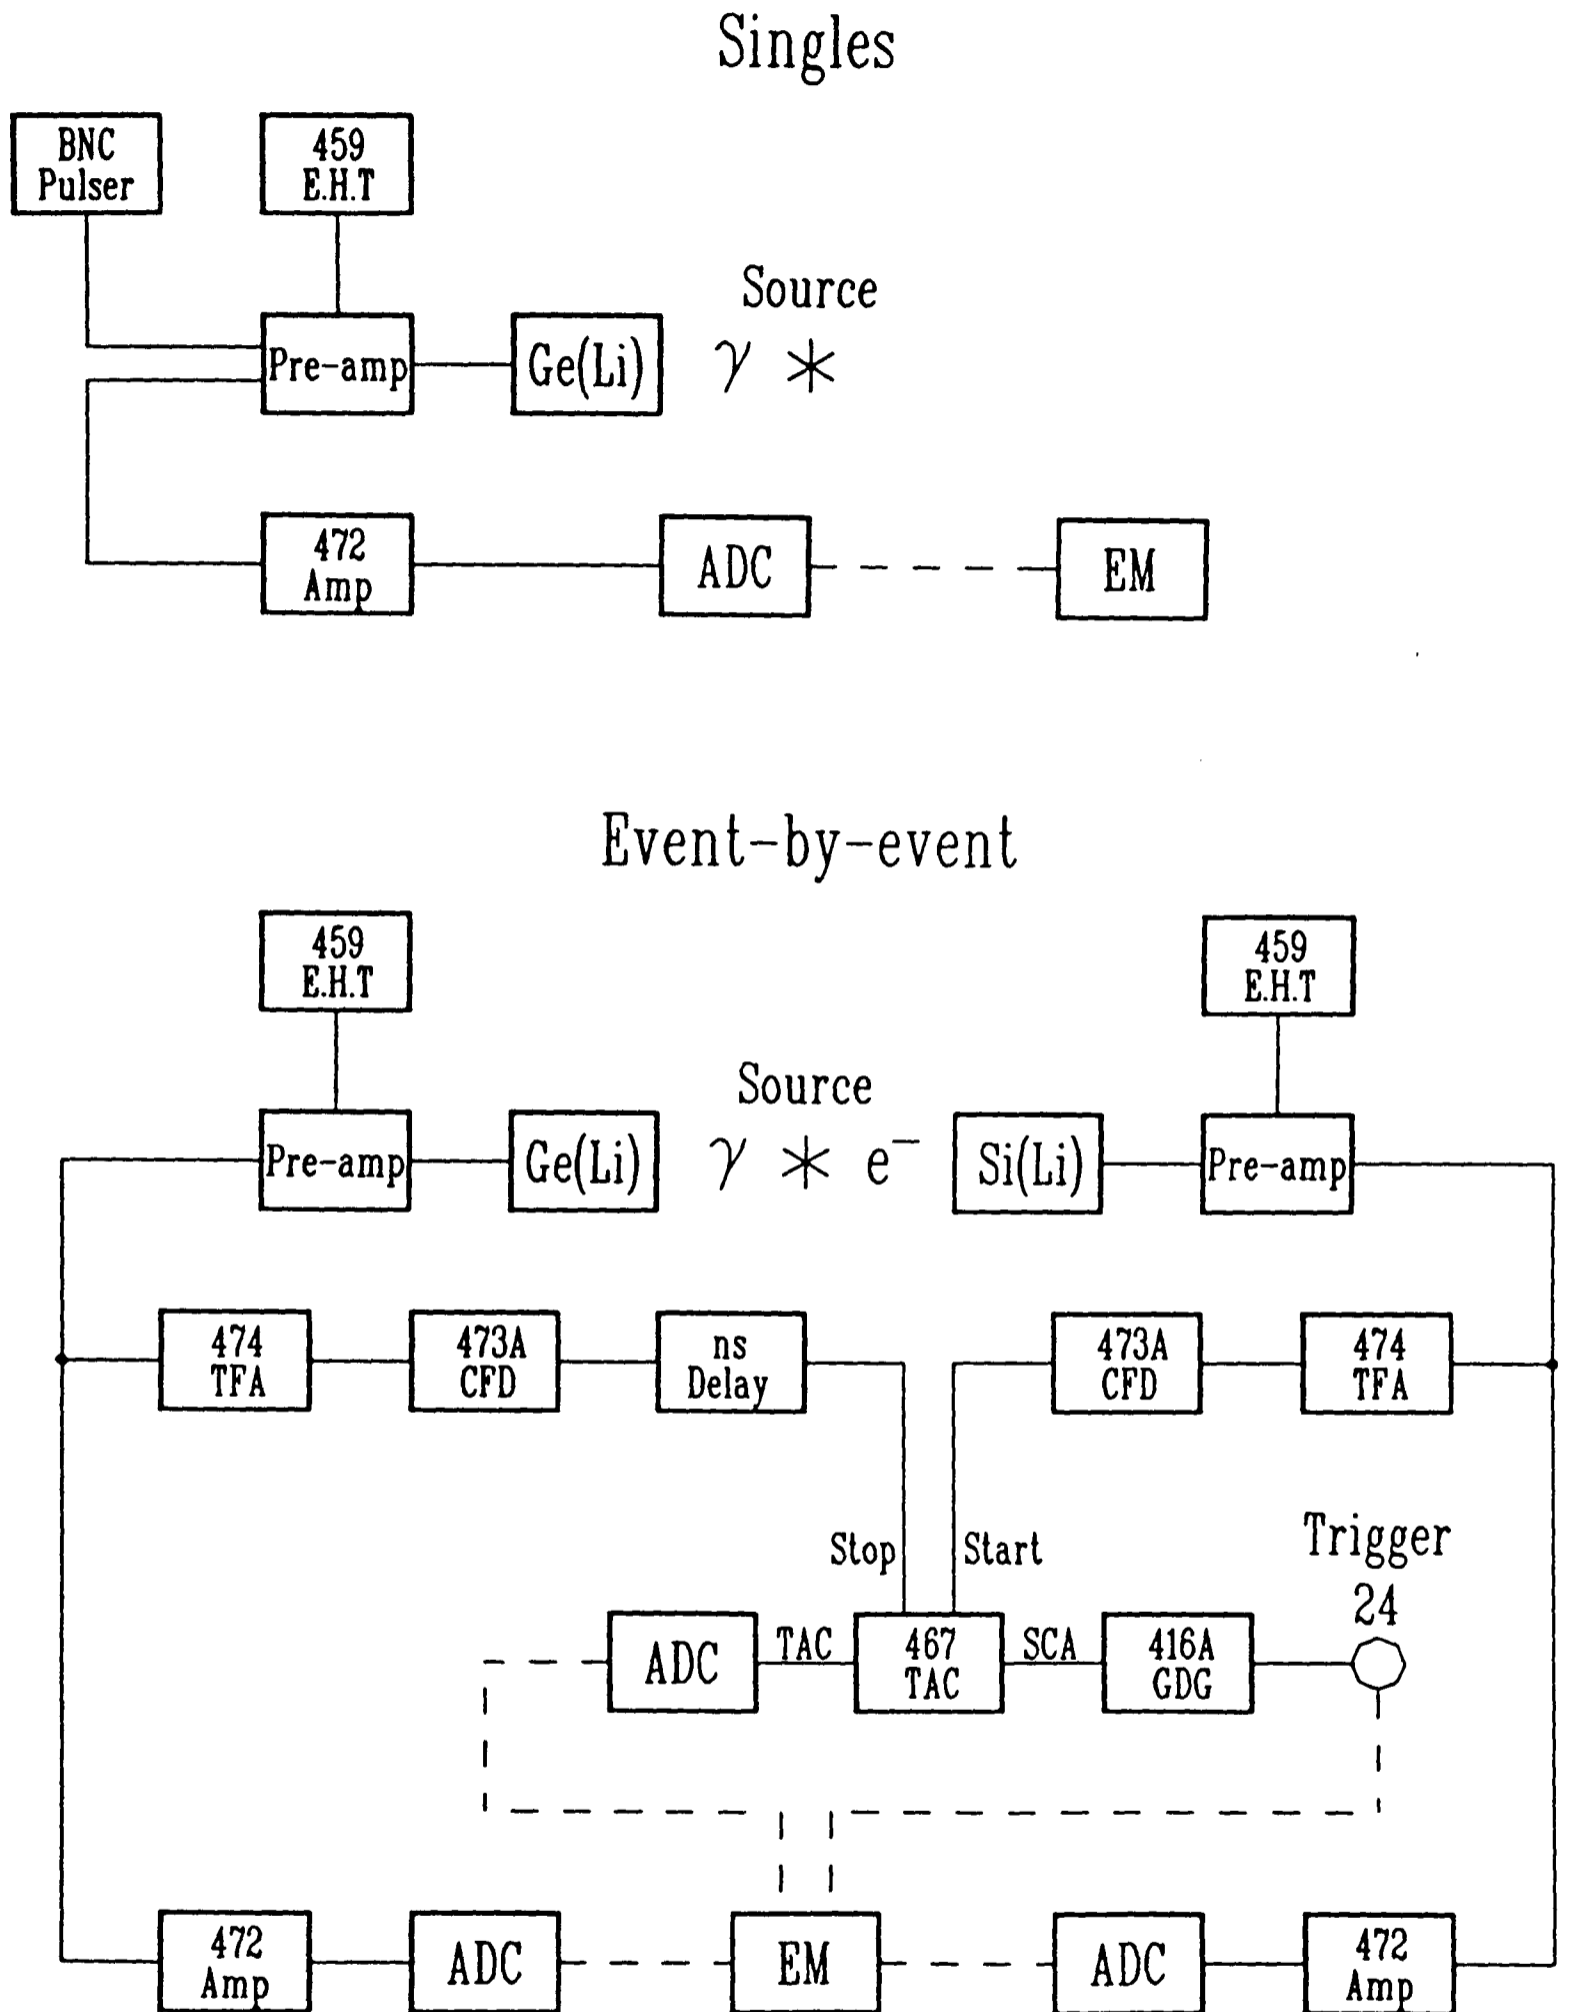 Singles
BNC
Pulser
459
E.H.T
Source
Pre-amp
Ge(Li)
γ *
472
Amp
ADC
EM
Event-by-event
459
E.H.T
459
E.H.T
Source
Pre-amp
Ge(Li)
γ * e⁻
Si(Li)
Pre-amp
474
TFA
473A
CFD
ns
Delay
473A
CFD
474
TFA
Stop
Start
Trigger
24
ADC
TAC
467
TAC
SCA
416A
GDG
472
Amp
ADC
EM
ADC
472
Amp